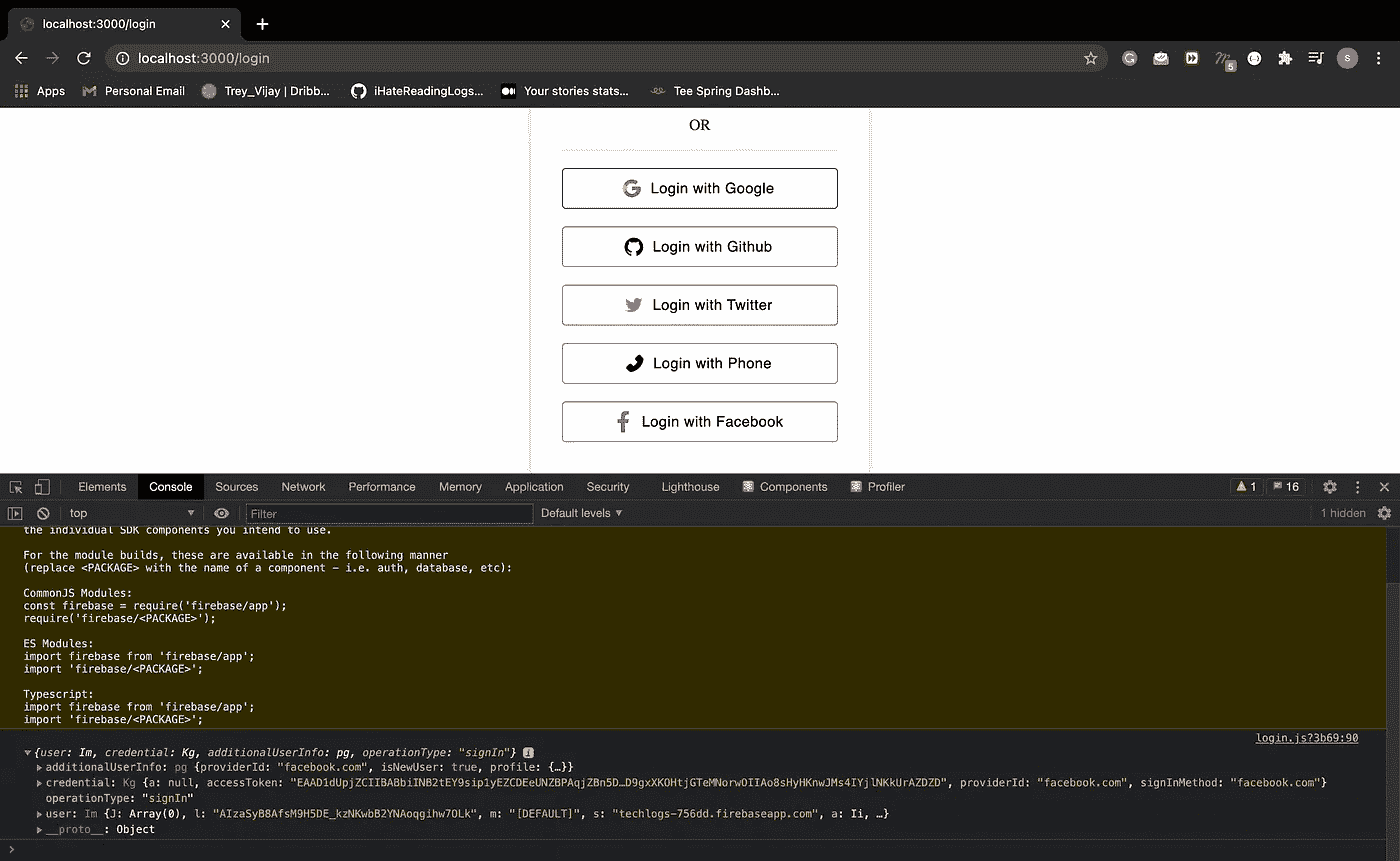 localhost:3000/login
localhost:3000/login
S
5
Apps
Personal Email
Trey_Vijay | Dribb...
iHateReadingLogs...
Your stories stats...
Tee Spring Dashb...
OR
Login with Google
Login with Github
Login with Twitter
Login with Phone
Login with Facebook
Elements Console Sources Network Performance Memory Application Security Lighthouse Components Profiler 1 16
top Filter Default levels 1 hidden
the individual SDK components you intend to use.
For the module builds, these are available in the following manner
(replace <PACKAGE> with the name of a component - i.e. auth, database, etc):
CommonJS Modules:
const firebase = require('firebase/app');
require('firebase/<PACKAGE>');
ES Modules:
import firebase from 'firebase/app';
import 'firebase/<PACKAGE>';
Typescript:
import firebase from 'firebase/app';
import 'firebase/<PACKAGE>';
login.js?3b69:90
{user: Im, credential: Kg, additionalUserInfo: pg, operationType: "signIn"}
additionalUserInfo: pg {providerId: "facebook.com", isNewUser: true, profile: {…}}
credential: Kg {a: null, accessToken: , providerId: "facebook.com", signInMethod: "facebook.com"}
operationType: "signIn"
user: Im {J: Array(0), l: , m: "[DEFAULT]", s: "techlogs-756dd.firebaseapp.com", a: Ii, …}
__proto__: Object